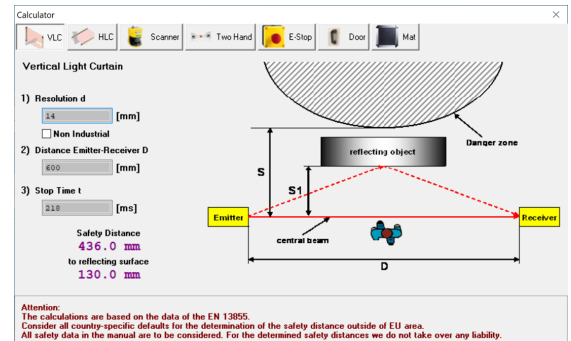 Calculator
VLC HLC Scanner Two Hand E-Stop Door Mat
Vertical Light Curtain
1) Resolution d
14 [mm]
Non Industrial
2) Distance Emitter-Receiver D
600 [mm]
3) Stop Time t
218 [ms]
Safety Distance
436.0 mm
to reflecting surface
130.0 mm
Danger zone
reflecting object
S
S1
Emitter
Receiver
central beam
D
Attention:
The calculations are based on the data of the EN 13855.
Consider all country-specific defaults for the determination of the safety distance outside of EU area.
All safety data in the manual are to be considered. For the determined safety distances we do not take over any liability.